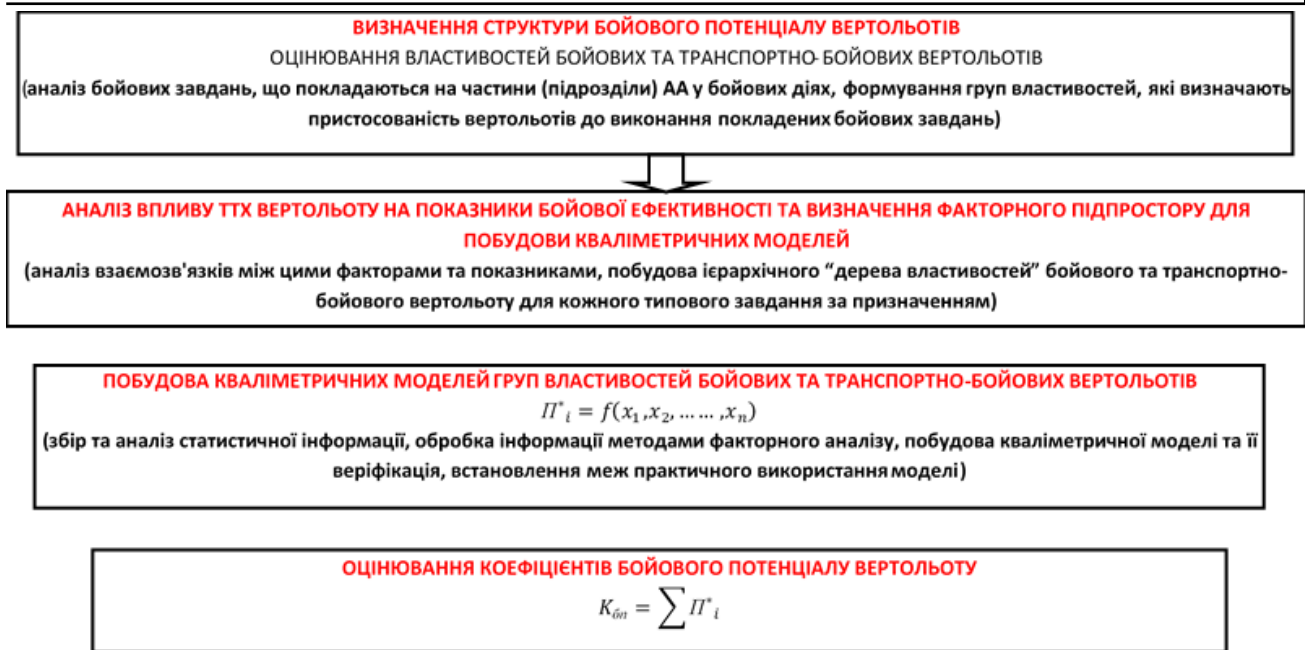 ВИЗНАЧЕННЯ СТРУКТУРИ БОЙОВОГО ПОТЕНЦІАЛУ ВЕРТОЛЬОТІВ
ОЦІНЮВАННЯ ВЛАСТИВОСТЕЙ БОЙОВИХ ТА ТРАНСПОРТНО-БОЙОВИХ ВЕРТОЛЬОТІВ
(аналіз бойових завдань, що покладаються на частини (підрозділи) АА у бойових діях, формування груп властивостей, які визначають
пристосованість вертольотів до виконання покладених бойових завдань)
АНАЛІЗ ВПЛИВУ ТТХ ВЕРТОЛЬОТУ НА ПОКАЗНИКИ БОЙОВОЇ ЕФЕКТИВНОСТІ ТА ВИЗНАЧЕННЯ ФАКТОРНОГО ПІДПРОСТОРУ ДЛЯ
ПОБУДОВИ КВАЛІМЕТРИЧНИХ МОДЕЛЕЙ
(аналіз взаємозв'язків між цими факторами та показниками, побудова ієрархічного “дерева властивостей” бойового та транспортно-
бойового вертольоту для кожного типового завдання за призначенням)
ПОБУДОВА КВАЛІМЕТРИЧНИХ МОДЕЛЕЙ ГРУП ВЛАСТИВОСТЕЙ БОЙОВИХ ТА ТРАНСПОРТНО-БОЙОВИХ ВЕРТОЛЬОТІВ
П*ᵢ = f(x₁,x₂, … … ,xₙ)
(збір та аналіз статистичної інформації, обробка інформації методами факторного аналізу, побудова кваліметричної моделі та її
веріфікація, встановлення меж практичного використання моделі)
ОЦІНЮВАННЯ КОЕФІЦІЄНТІВ БОЙОВОГО ПОТЕНЦІАЛУ ВЕРТОЛЬОТУ
Kбп = ∑ П*ᵢ